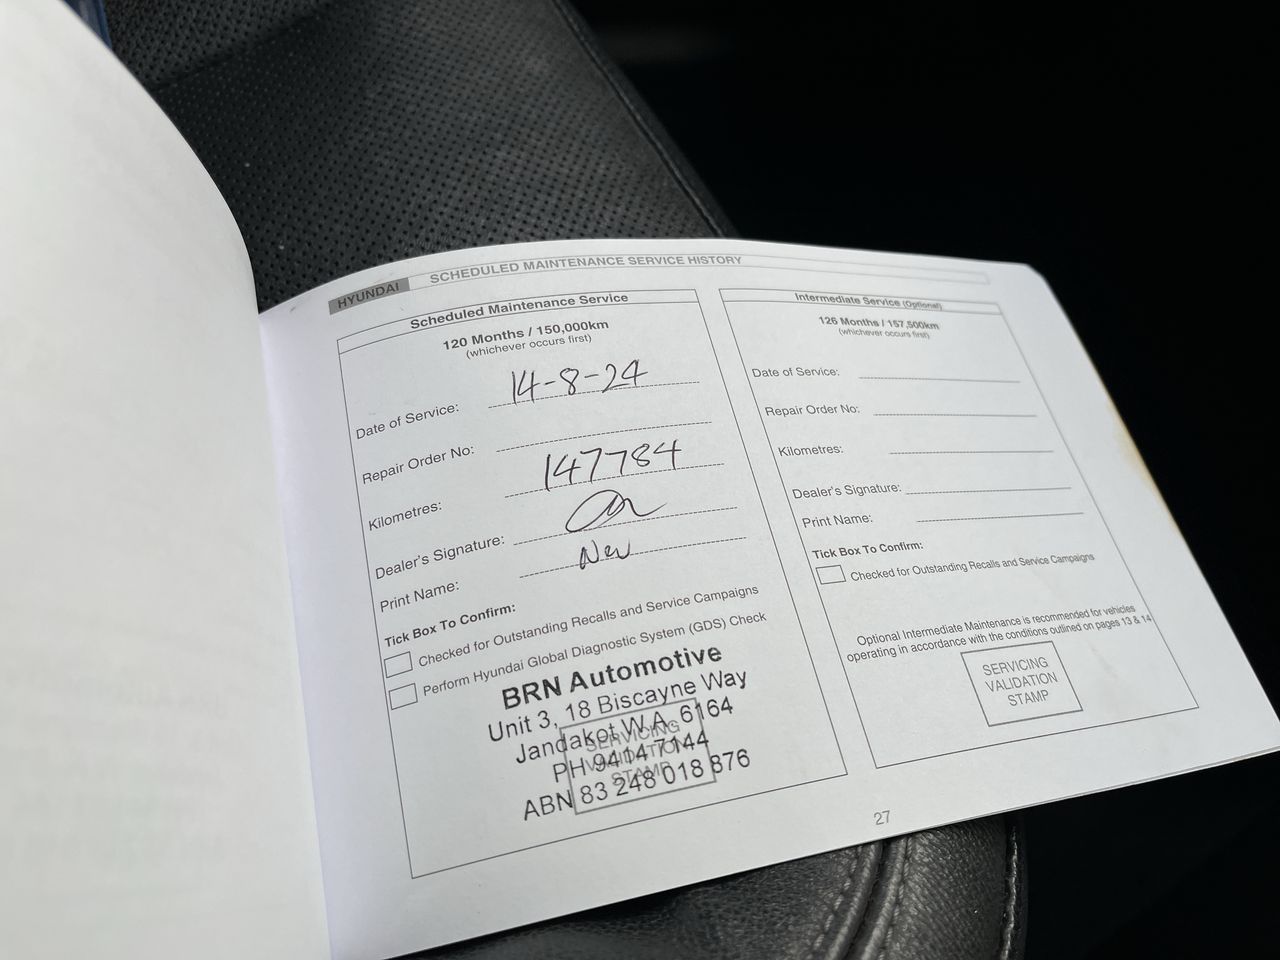 HYUNDAI SCHEDULED MAINTENANCE SERVICE HISTORY
Scheduled Maintenance Service
120 Months / 150,000km
(whichever occurs first)
Date of Service: 14-8-24
Repair Order No:
Kilometres: 147784
Dealer's Signature:
Print Name:
Tick Box To Confirm:
Checked for Outstanding Recalls and Service Campaigns
Perform Hyundai Global Diagnostic System (GDS) Check
BRN Automotive
Unit 3, 18 Biscayne Way
Jandakot W.A. 6164
PH 9414 7144
ABN 83 248 018 876
SERVICING
VALIDATION
STAMP
Intermediate Service (Optional)
126 Months / 157,500km
(whichever occurs first)
Date of Service:
Repair Order No:
Kilometres:
Dealer's Signature:
Print Name:
Tick Box To Confirm:
Checked for Outstanding Recalls and Service Campaigns
Optional Intermediate Maintenance is recommended for vehicles
operating in accordance with the conditions outlined on pages 13 & 14
SERVICING
VALIDATION
STAMP
27